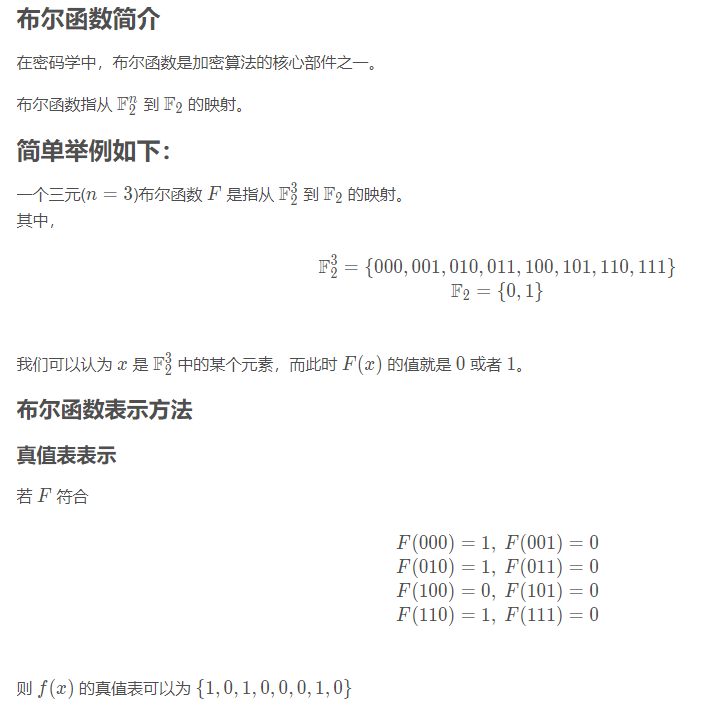 布尔函数简介
在密码学中，布尔函数是加密算法的核心部件之一。
布尔函数指从 $\mathbb{F}_2^n$ 到 $\mathbb{F}_2$ 的映射。
简单举例如下：
一个三元($n = 3$)布尔函数 $F$ 是指从 $\mathbb{F}_2^3$ 到 $\mathbb{F}_2$ 的映射。
其中，
$\mathbb{F}_2^3 = \{000, 001, 010, 011, 100, 101, 110, 111\}$
$\mathbb{F}_2 = \{0, 1\}$
我们可以认为 $x$ 是 $\mathbb{F}_2^3$ 中的某个元素，而此时 $F(x)$ 的值就是 0 或者 1。
布尔函数表示方法
真值表表示
若 $F$ 符合
$F(000) = 1,\ F(001) = 0$
$F(010) = 1,\ F(011) = 0$
$F(100) = 0,\ F(101) = 0$
$F(110) = 1,\ F(111) = 0$
则 $f(x)$ 的真值表可以为 $\{1, 0, 1, 0, 0, 0, 1, 0\}$